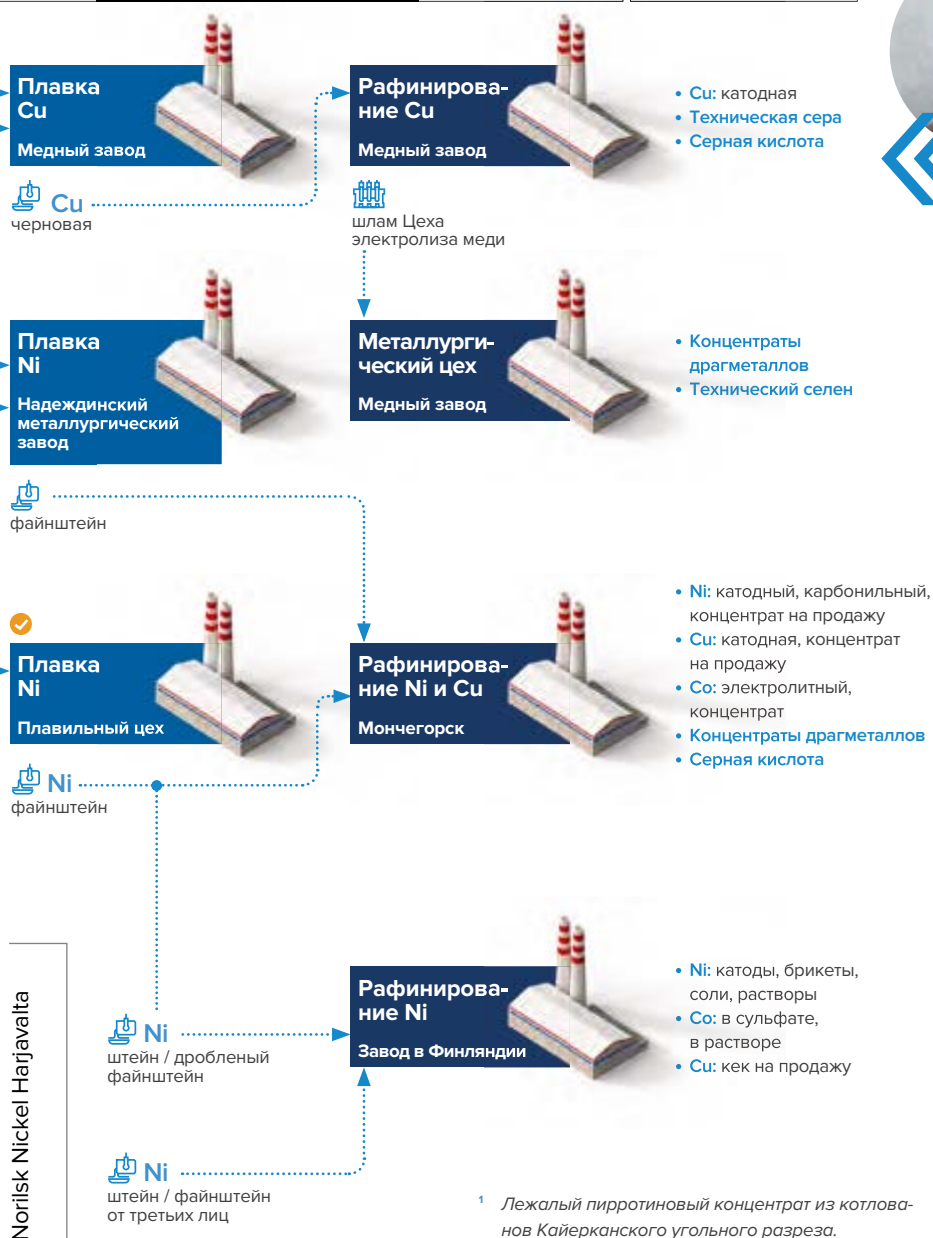 Плавка
Cu
Медный завод
Рафинирова-
ние Cu
Медный завод
• Cu: катодная
• Техническая сера
• Серная кислота
Cu
черновая
шлам Цеха
электролиза меди
Плавка
Ni
Надеждинский
металлургический
завод
Металлурги-
ческий цех
Медный завод
• Концентраты
драгметаллов
• Технический селен
файнштейн
Плавка
Ni
Плавильный цех
Рафинирова-
ние Ni и Cu
Мончегорск
• Ni: катодный, карбонильный,
концентрат на продажу
• Cu: катодная, концентрат
на продажу
• Co: электролитный,
концентрат
• Концентраты драгметаллов
• Серная кислота
Ni
файнштейн
Norilsk Nickel Harjavalta
Ni
штейн / дробленый
файнштейн
Рафинирова-
ние Ni
Завод в Финляндии
• Ni: катоды, брикеты,
соли, растворы
• Co: в сульфате,
в растворе
• Cu: кек на продажу
Ni
штейн / файнштейн
от третьих лиц
1 Лежалый пирротиновый концентрат из котлова-
нов Кайерканского угольного разреза.